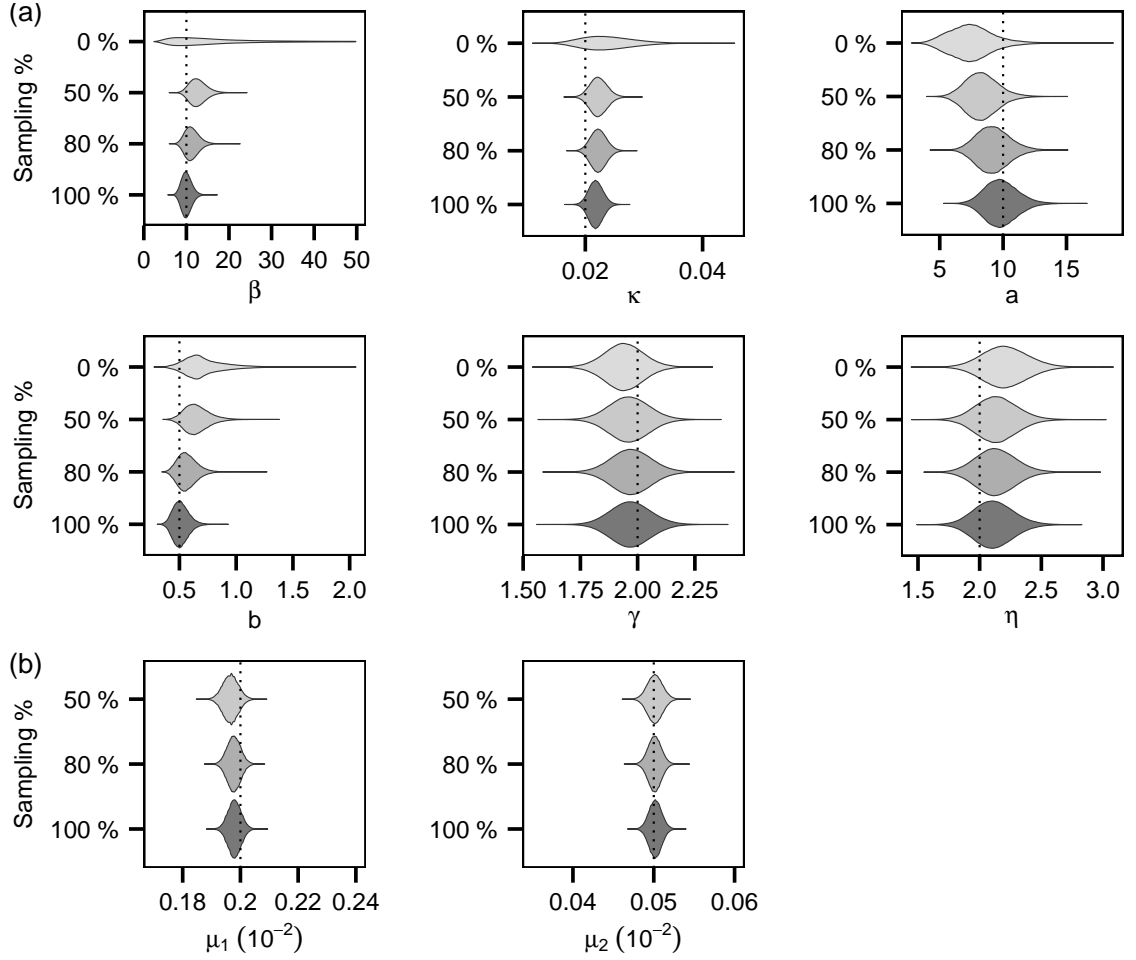 (a)
Sampling %
0 %
50 %
80 %
100 %
0 10 20 30 40 50
β
0 %
50 %
80 %
100 %
0.02 0.04
κ
0 %
50 %
80 %
100 %
5 10 15
a
Sampling %
0 %
50 %
80 %
100 %
0.5 1.0 1.5 2.0
b
0 %
50 %
80 %
100 %
1.50 1.75 2.00 2.25
γ
0 %
50 %
80 %
100 %
1.5 2.0 2.5 3.0
η
(b)
Sampling %
50 %
80 %
100 %
0.18 0.2 0.22 0.24
μ₁ (10⁻²)
50 %
80 %
100 %
0.04 0.05 0.06
μ₂ (10⁻²)